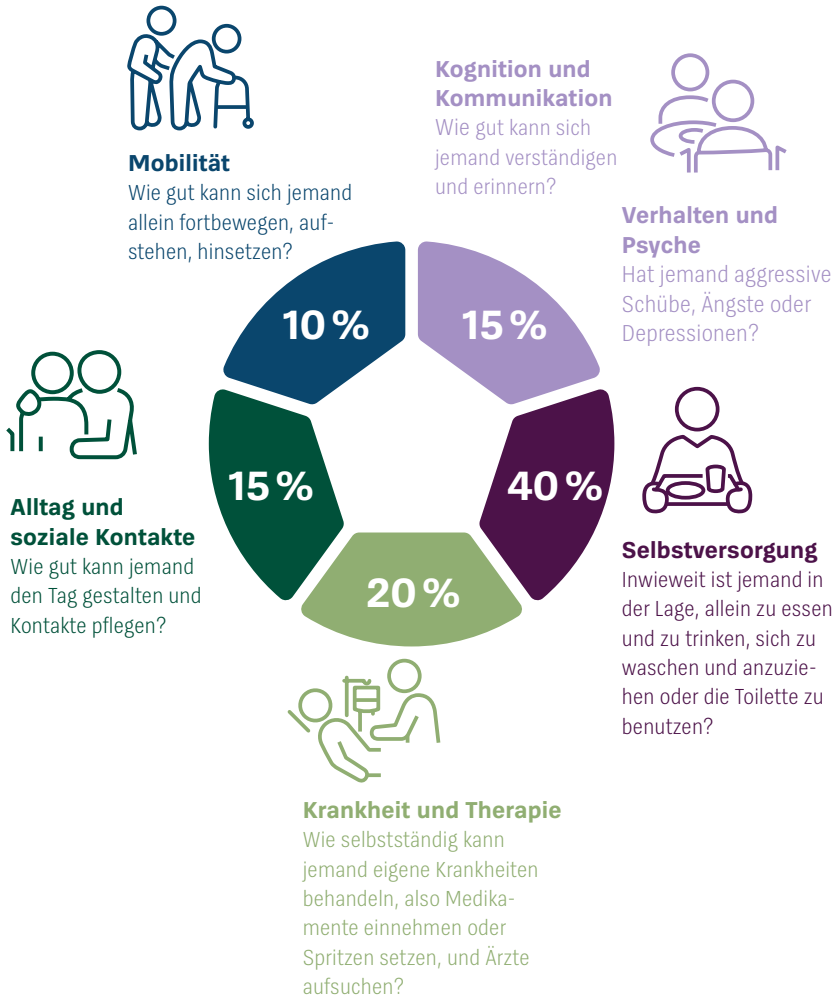 Mobilität
Wie gut kann sich jemand
allein fortbewegen, auf-
stehen, hinsetzen?
Kognition und
Kommunikation
Wie gut kann sich
jemand verständigen
und erinnern?
Verhalten und
Psyche
Hat jemand aggressive
Schübe, Ängste oder
Depressionen?
10 %
15 %
15 %
40 %
20 %
Alltag und
soziale Kontakte
Wie gut kann jemand
den Tag gestalten und
Kontakte pflegen?
Selbstversorgung
Inwieweit ist jemand in
der Lage, allein zu essen
und zu trinken, sich zu
waschen und anzuzie-
hen oder die Toilette zu
benutzen?
Krankheit und Therapie
Wie selbstständig kann
jemand eigene Krankheiten
behandeln, also Medika-
mente einnehmen oder
Spritzen setzen, und Ärzte
aufsuchen?